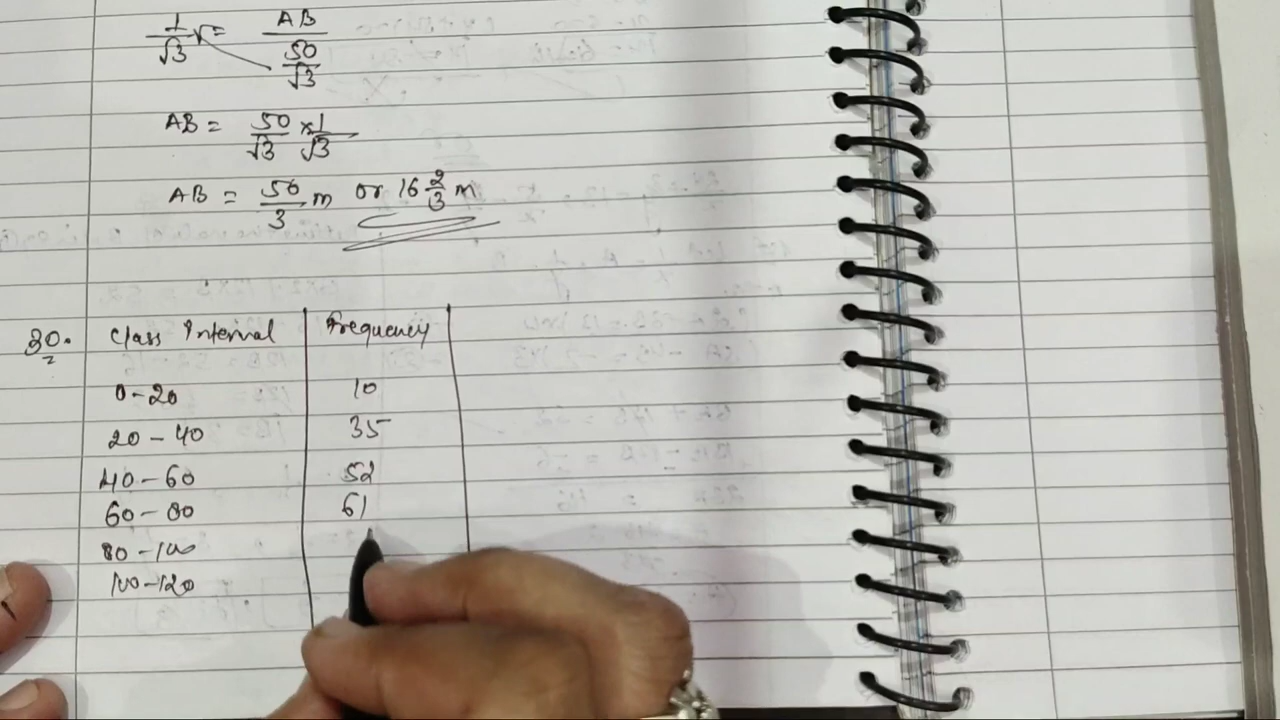 1/√3 = AB / 50/√3
AB = 50/√3 × 1/√3
AB = 50/3 m or 16 2/3 m
30. Class Interval Frequency
0-20 10
20-40 35
40-60 52
60-80 61
80-100
100-120